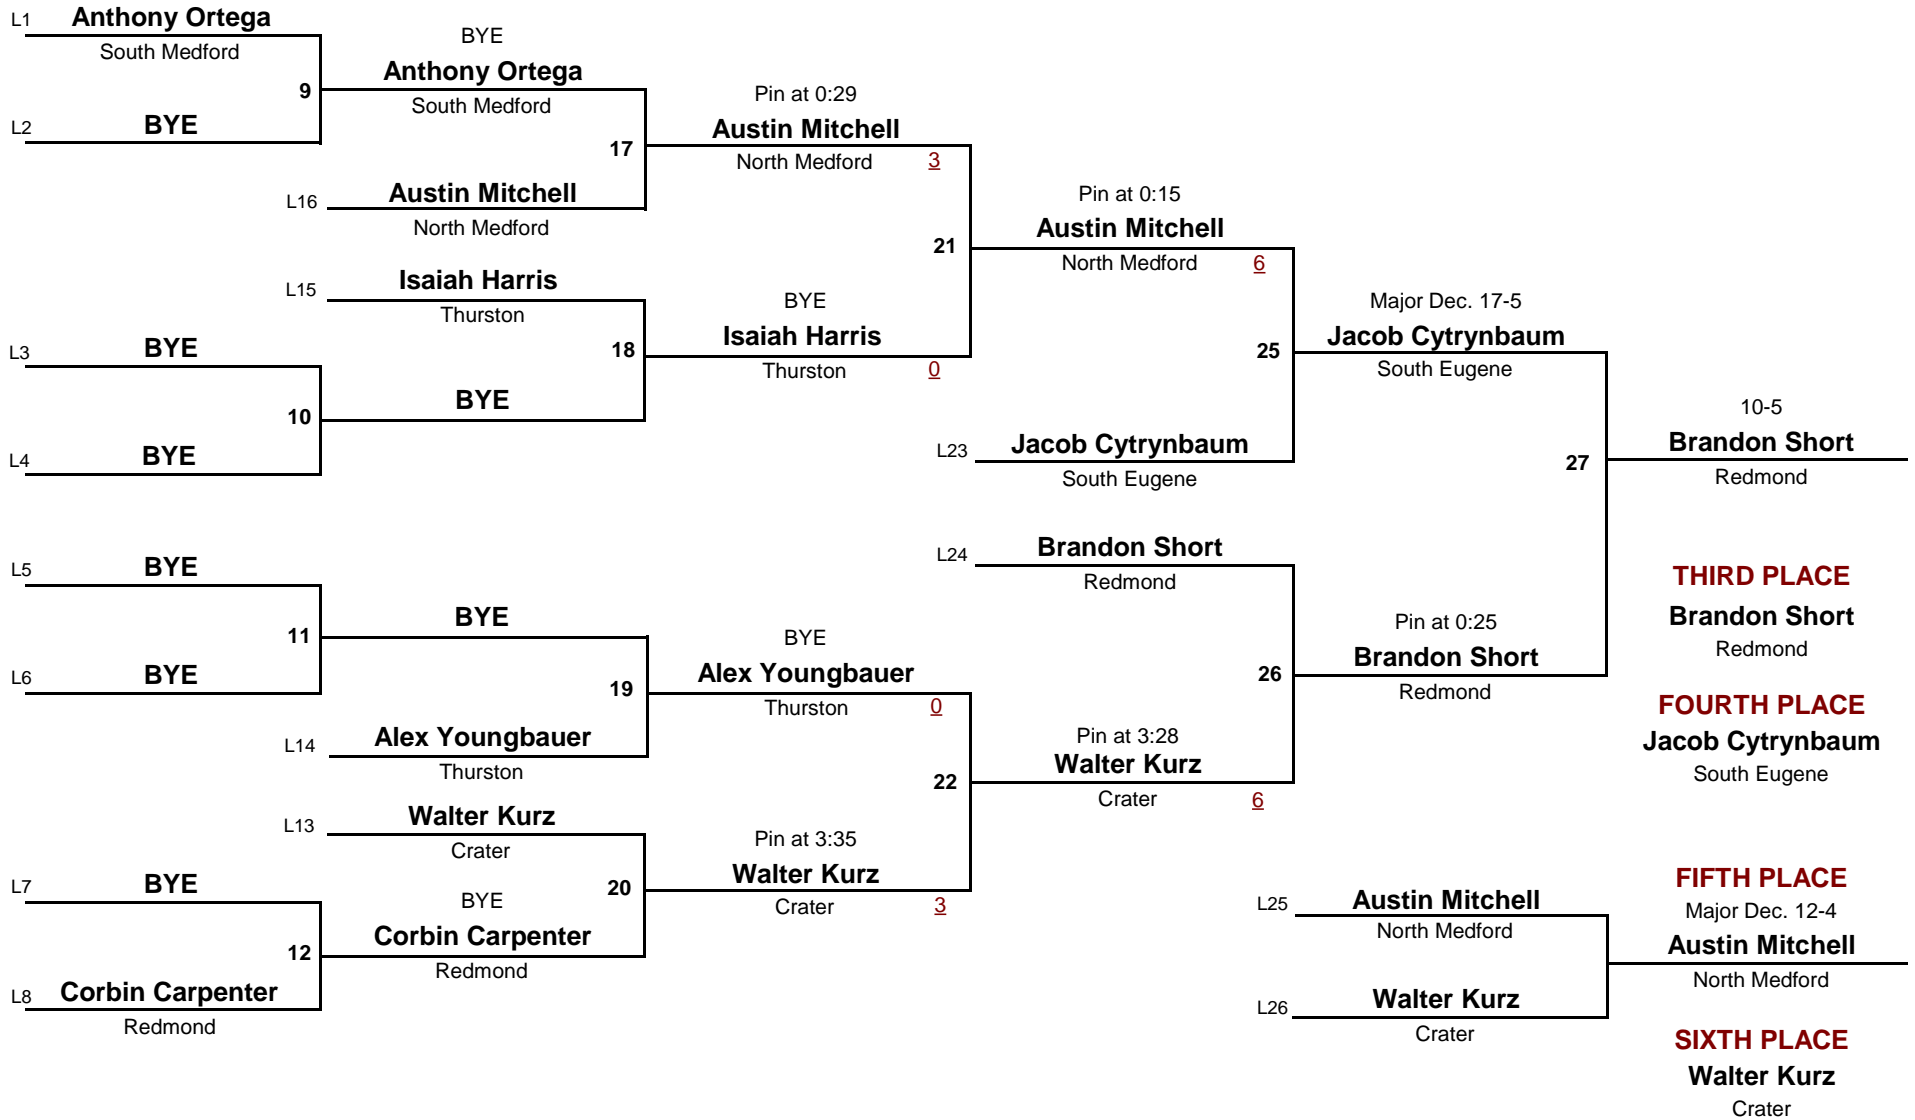 L1 Anthony Ortega
South Medford
9
L2 BYE
BYE
Anthony Ortega
South Medford
17
L16 Austin Mitchell
North Medford
Pin at 0:29
Austin Mitchell
North Medford 3
L15 Isaiah Harris
Thurston
18
L3 BYE
10
L4 BYE
BYE
BYE
Isaiah Harris
Thurston 0
21
Pin at 0:15
Austin Mitchell
North Medford 6
25
L23 Jacob Cytrynbaum
South Eugene
Major Dec. 17-5
Jacob Cytrynbaum
South Eugene
27
10-5
Brandon Short
Redmond
L5 BYE
11
L6 BYE
BYE
19
L14 Alex Youngbauer
Thurston
BYE
Alex Youngbauer
Thurston 0
22
L13 Walter Kurz
Crater
20
L7 BYE
12
L8 Corbin Carpenter
Redmond
BYE
Corbin Carpenter
Redmond
Pin at 3:35
Walter Kurz
Crater 3
L24 Brandon Short
Redmond
26
Pin at 3:28
Walter Kurz
Crater 6
Pin at 0:25
Brandon Short
Redmond
THIRD PLACE
Brandon Short
Redmond
FOURTH PLACE
Jacob Cytrynbaum
South Eugene
L25 Austin Mitchell
North Medford
L26 Walter Kurz
Crater
FIFTH PLACE
Major Dec. 12-4
Austin Mitchell
North Medford
SIXTH PLACE
Walter Kurz
Crater